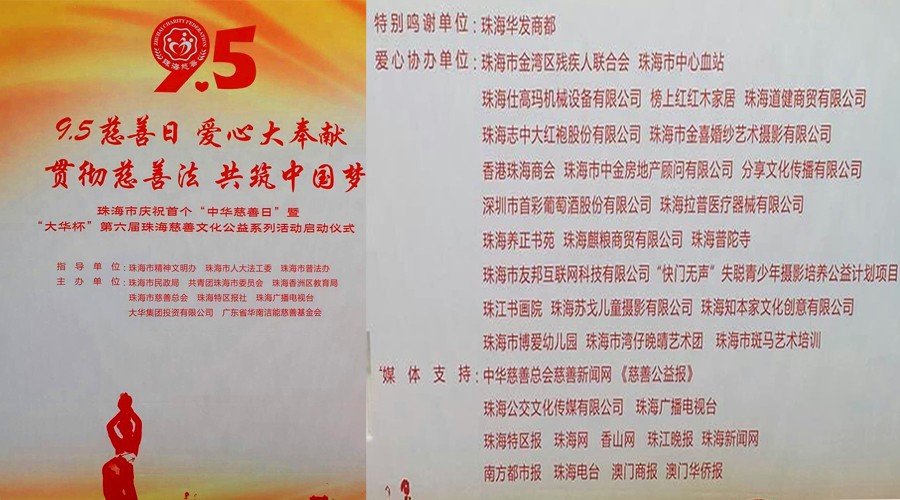 ZHUHAI CHARITY FEDERATION
珠海慈善
9.5
9.5慈善日 爱心大奉献
贯彻慈善法 共筑中国梦
珠海市庆祝首个“中华慈善日”暨
“大华杯”第六届珠海慈善文化公益系列活动启动仪式
指导单位：珠海市精神文明办 珠海市人大法工委 珠海市普法办
主办单位：珠海市民政局 共青团珠海市委员会 珠海香洲区教育局
珠海市慈善总会 珠海特区报社 珠海广播电视台
大华集团投资有限公司 广东省华南洁能慈善基金会
特别鸣谢单位：珠海华发商都
爱心协办单位：珠海市金湾区残疾人联合会 珠海市中心血站
珠海仕高玛机械设备有限公司 榜上红红木家居 珠海道健商贸有限公司
珠海志中大红袍股份有限公司 珠海市金喜婚纱艺术摄影有限公司
香港珠海商会 珠海市中金房地产顾问有限公司 分享文化传播有限公司
深圳市首彩葡萄酒股份有限公司 珠海拉普医疗器械有限公司
珠海养正书苑 珠海麒粮商贸有限公司 珠海普陀寺
珠海市友邦互联网科技有限公司“快门无声”失聪青少年摄影培养公益计划项目
珠江书画院 珠海苏戈儿童摄影有限公司 珠海知本家文化创意有限公司
珠海市博爱幼儿园 珠海市湾仔晚晴艺术团 珠海市斑马艺术培训
媒体支持：中华慈善总会慈善新闻网《慈善公益报》
珠海公交文化传媒有限公司 珠海广播电视台
珠海特区报 珠海网 香山网 珠江晚报 珠海新闻网
南方都市报 珠海电台 澳门商报 澳门华侨报